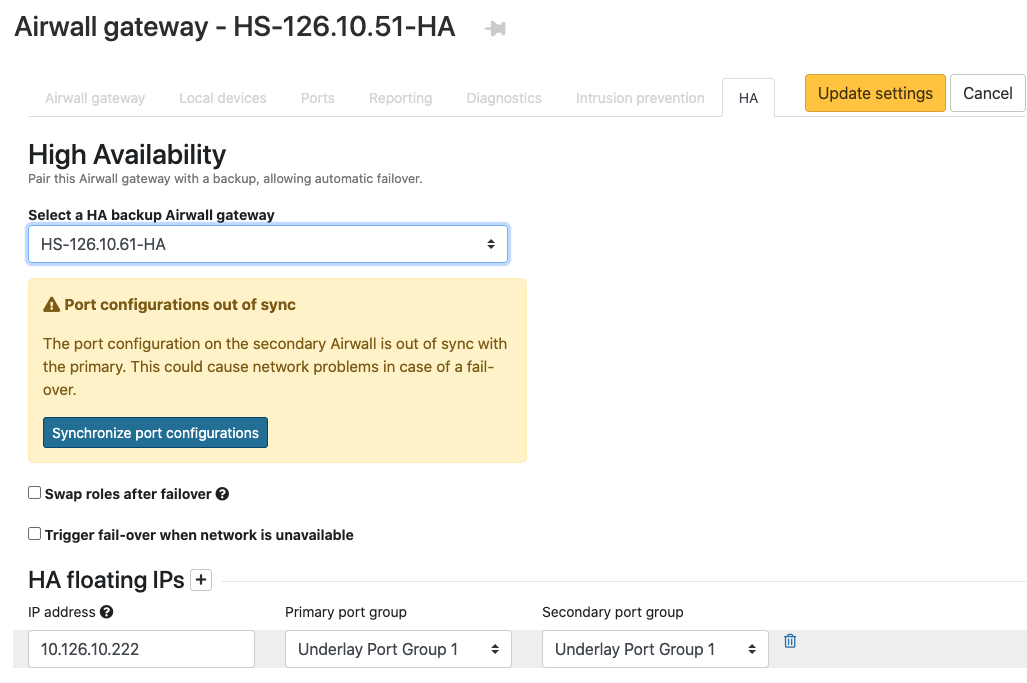 Airwall gateway - HS-126.10.51-HA
Airwall gateway Local devices Ports Reporting Diagnostics Intrusion prevention HA Update settings Cancel
High Availability
Pair this Airwall gateway with a backup, allowing automatic failover.
Select a HA backup Airwall gateway
HS-126.10.61-HA
Port configurations out of sync
The port configuration on the secondary Airwall is out of sync with
the primary. This could cause network problems in case of a fail-
over.
Synchronize port configurations
Swap roles after failover
Trigger fail-over when network is unavailable
HA floating IPs +
IP address Primary port group Secondary port group
10.126.10.222 Underlay Port Group 1 Underlay Port Group 1